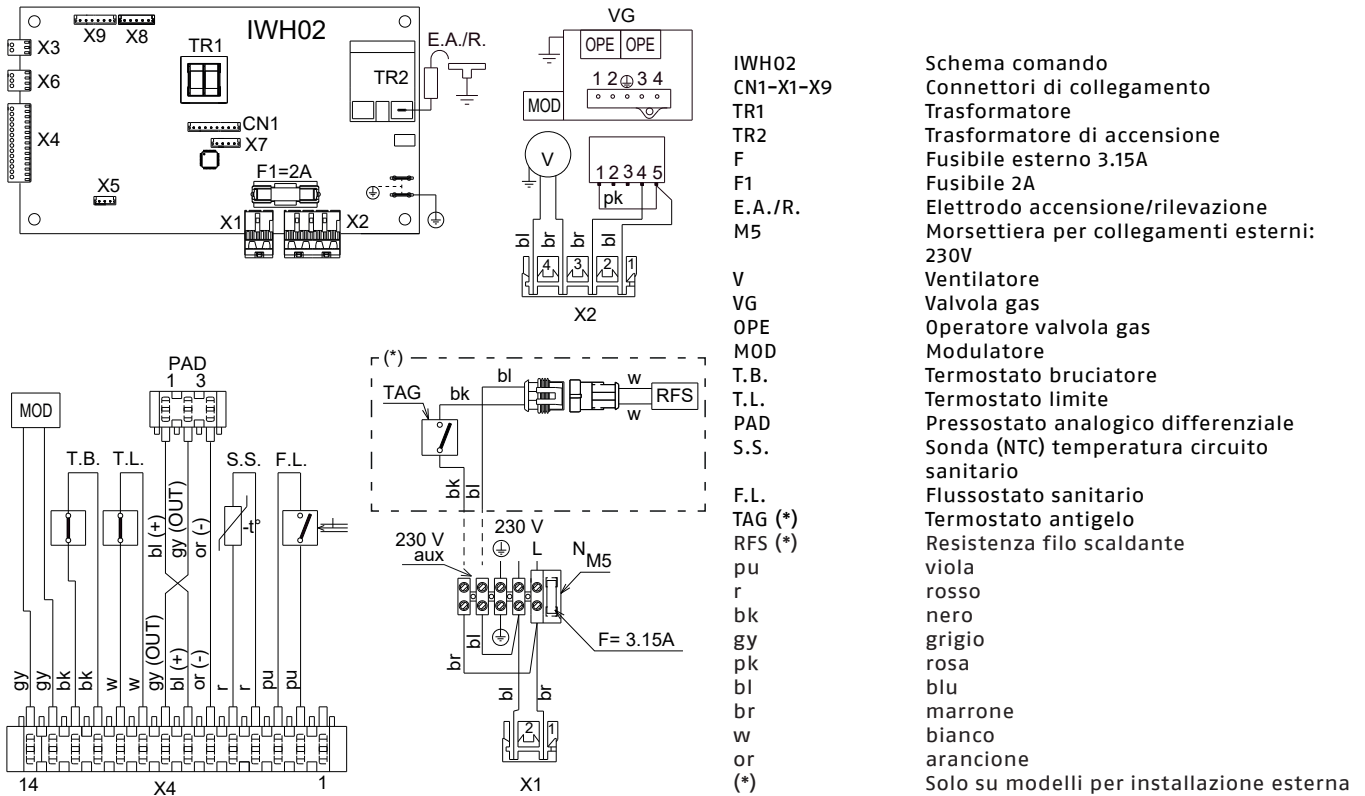 IWH02
X9 X8
X3
X6
X4
TR1
TR2
E.A./R.
CN1
X7
X5
F1=2A
X1 X2
VG
OPE OPE
1 2 3 4
MOD
V
1 2 3 4 5
pk
bl br br bl
4 3 2 1
X2
PAD
1 3
MOD
T.B. T.L. S.S. F.L.
bl (+) gy (OUT) or (-)
-t°
gy gy bk bk w w gy (OUT) bl (+) or (-) r r pu pu
14 1
X4
(*)
TAG
bk
bl
w
w
RFS
bk bl
230 V
aux
230 V
L N
M5
F= 3.15A
br bl
bl br
2 1
X1
IWH02 Schema comando
CN1-X1-X9 Connettori di collegamento
TR1 Trasformatore
TR2 Trasformatore di accensione
F Fusibile esterno 3.15A
F1 Fusibile 2A
E.A./R. Elettrodo accensione/rilevazione
M5 Morsettiera per collegamenti esterni:
230V
V Ventilatore
VG Valvola gas
OPE Operatore valvola gas
MOD Modulatore
T.B. Termostato bruciatore
T.L. Termostato limite
PAD Pressostato analogico differenziale
S.S. Sonda (NTC) temperatura circuito
sanitario
F.L. Flussostato sanitario
TAG (*) Termostato antigelo
RFS (*) Resistenza filo scaldante
pu viola
r rosso
bk nero
gy grigio
pk rosa
bl blu
br marrone
w bianco
or arancione
(*) Solo su modelli per installazione esterna